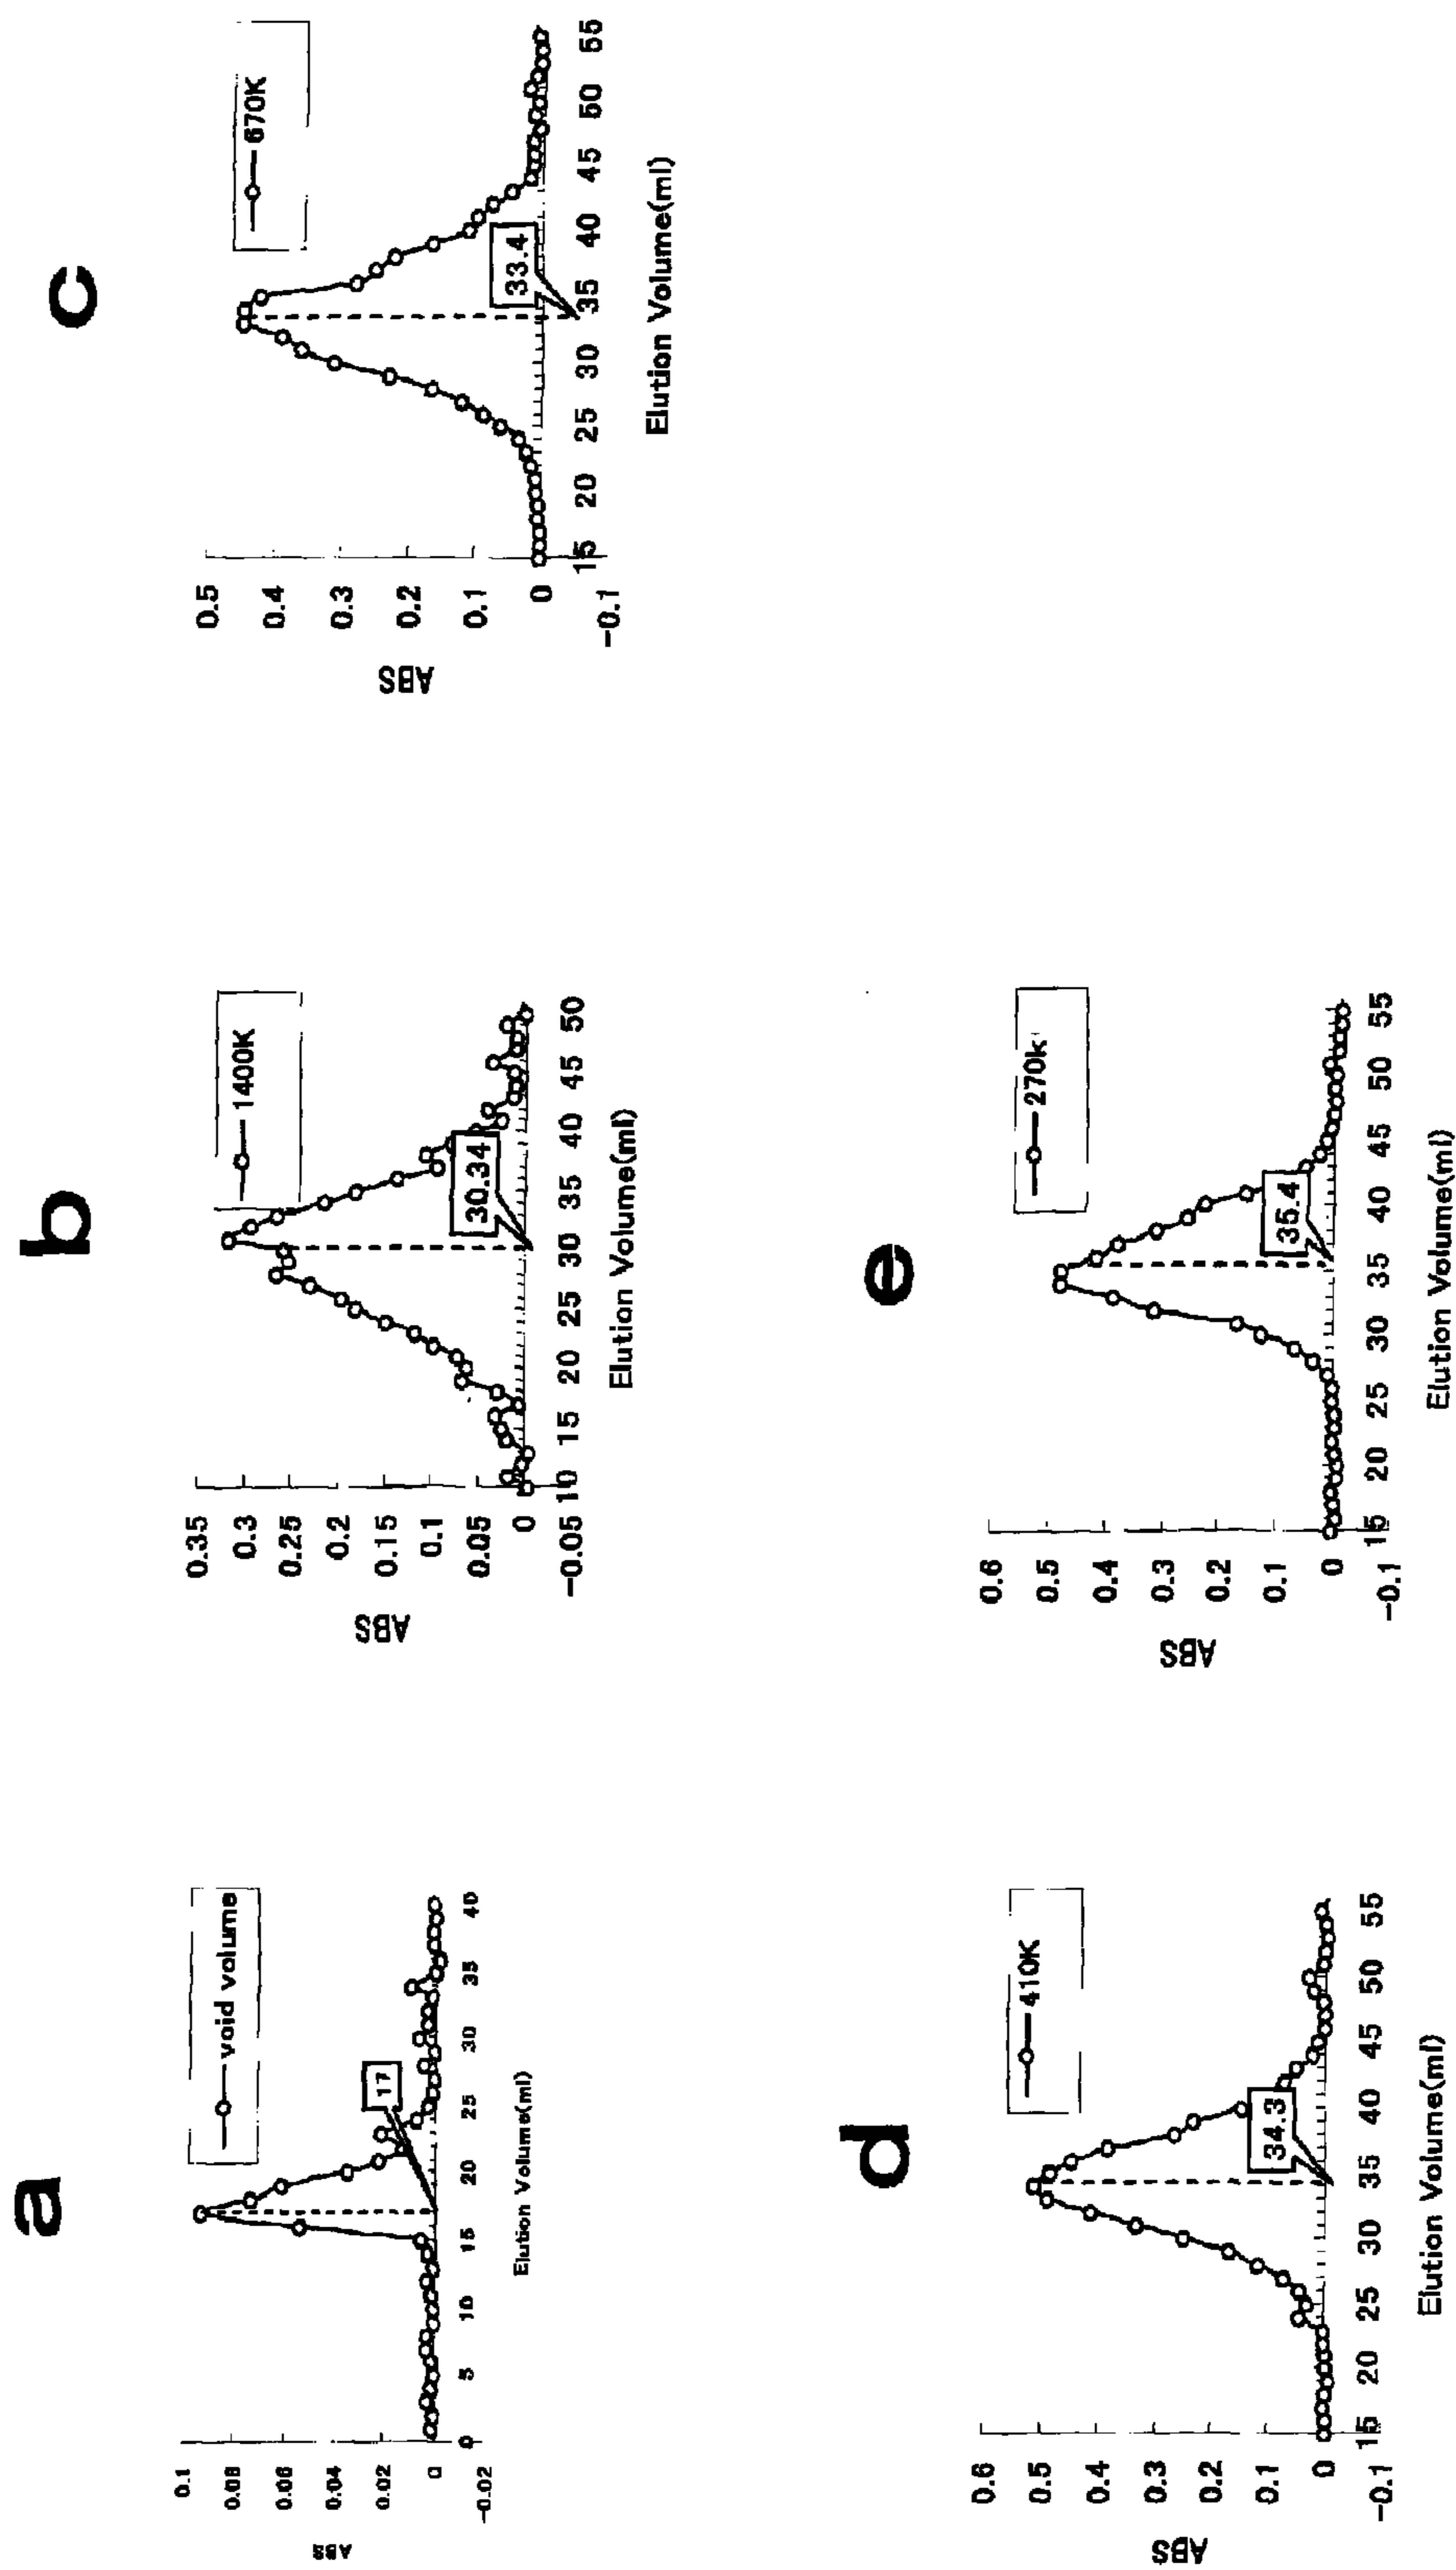 a
void volume
ABS
0.1
0.08
0.06
0.04
0.02
0
-0.02
0 5 10 15 20 25 30 35 40
17
Elution Volume(ml)
b
1400K
ABS
0.35
0.3
0.25
0.2
0.15
0.1
0.05
0
-0.05
10 15 20 25 30 35 40 45 50
30.34
Elution Volume(ml)
c
670K
ABS
0.5
0.4
0.3
0.2
0.1
0
-0.1
15 20 25 30 35 40 45 50 55
33.4
Elution Volume(ml)
d
410K
ABS
0.6
0.5
0.4
0.3
0.2
0.1
0
-0.1
15 20 25 30 35 40 45 50 55
34.3
Elution Volume(ml)
e
270k
ABS
0.6
0.5
0.4
0.3
0.2
0.1
0
-0.1
15 20 25 30 35 40 45 50 55
35.4
Elution Volume(ml)